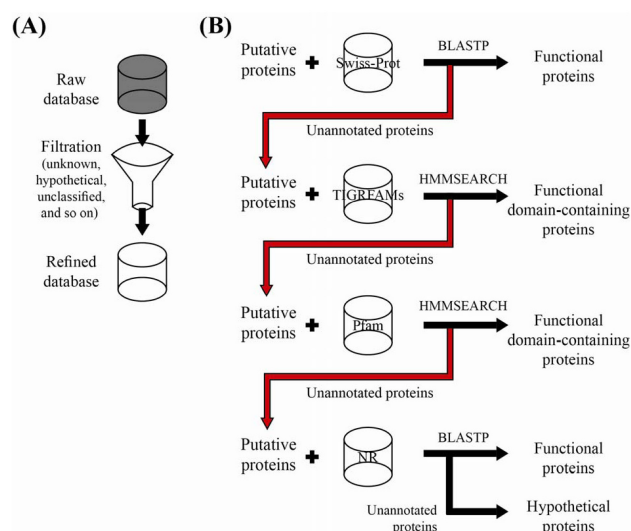 (A)
Raw
database
Filtration
(unknown,
hypothetical,
unclassified,
and so on)
Refined
database
(B)
Putative
proteins
Swiss-Prot
BLASTP
Functional
proteins
Unannotated proteins
Putative
proteins
TIGRFAMs
HMMSEARCH
Functional
domain-containing
proteins
Unannotated proteins
Putative
proteins
Pfam
HMMSEARCH
Functional
domain-containing
proteins
Unannotated proteins
Putative
proteins
NR
BLASTP
Functional
proteins
Unannotated
proteins
Hypothetical
proteins